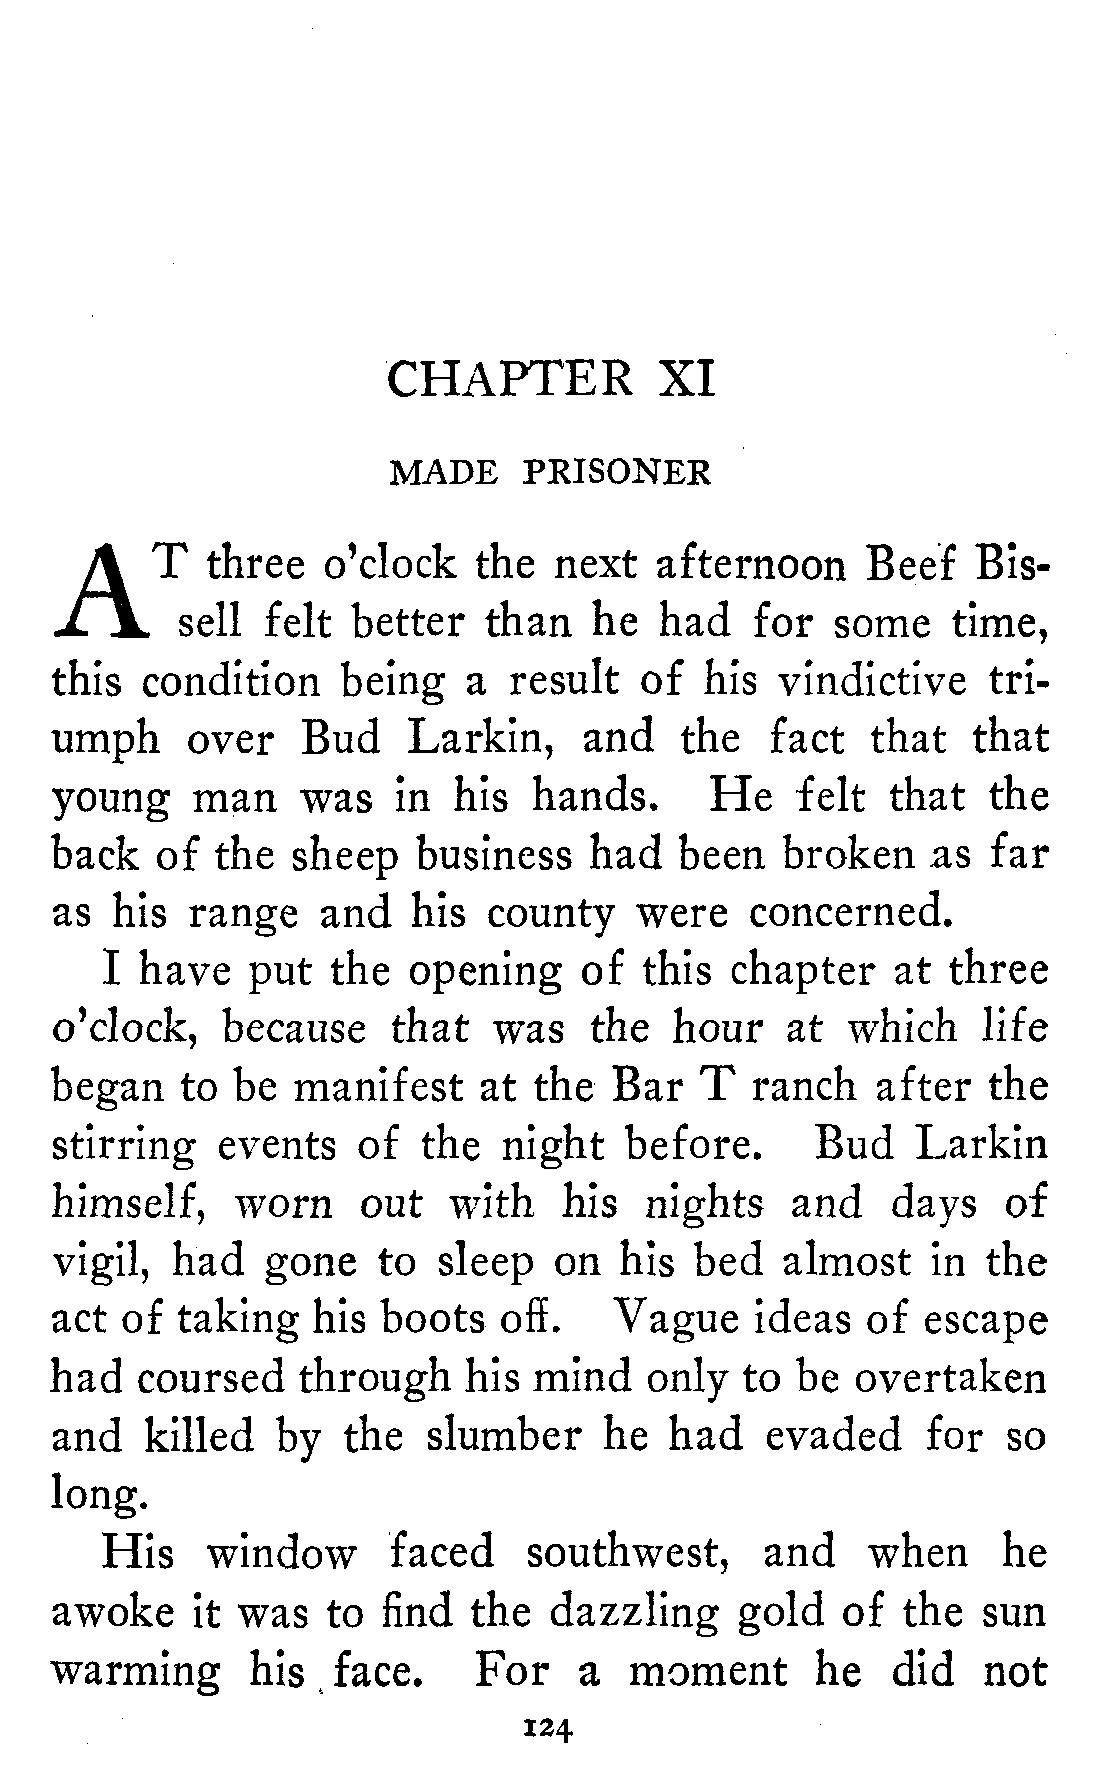 CHAPTER XI
MADE PRISONER
AT three o'clock the next afternoon Beef Bis-
sell felt better than he had for some time,
this condition being a result of his vindictive tri-
umph over Bud Larkin, and the fact that that
young man was in his hands. He felt that the
back of the sheep business had been broken as far
as his range and his county were concerned.
I have put the opening of this chapter at three
o'clock, because that was the hour at which life
began to be manifest at the Bar T ranch after the
stirring events of the night before. Bud Larkin
himself, worn out with his nights and days of
vigil, had gone to sleep on his bed almost in the
act of taking his boots off. Vague ideas of escape
had coursed through his mind only to be overtaken
and killed by the slumber he had evaded for so
long.
His window faced southwest, and when he
awoke it was to find the dazzling gold of the sun
warming his face. For a moment he did not
124